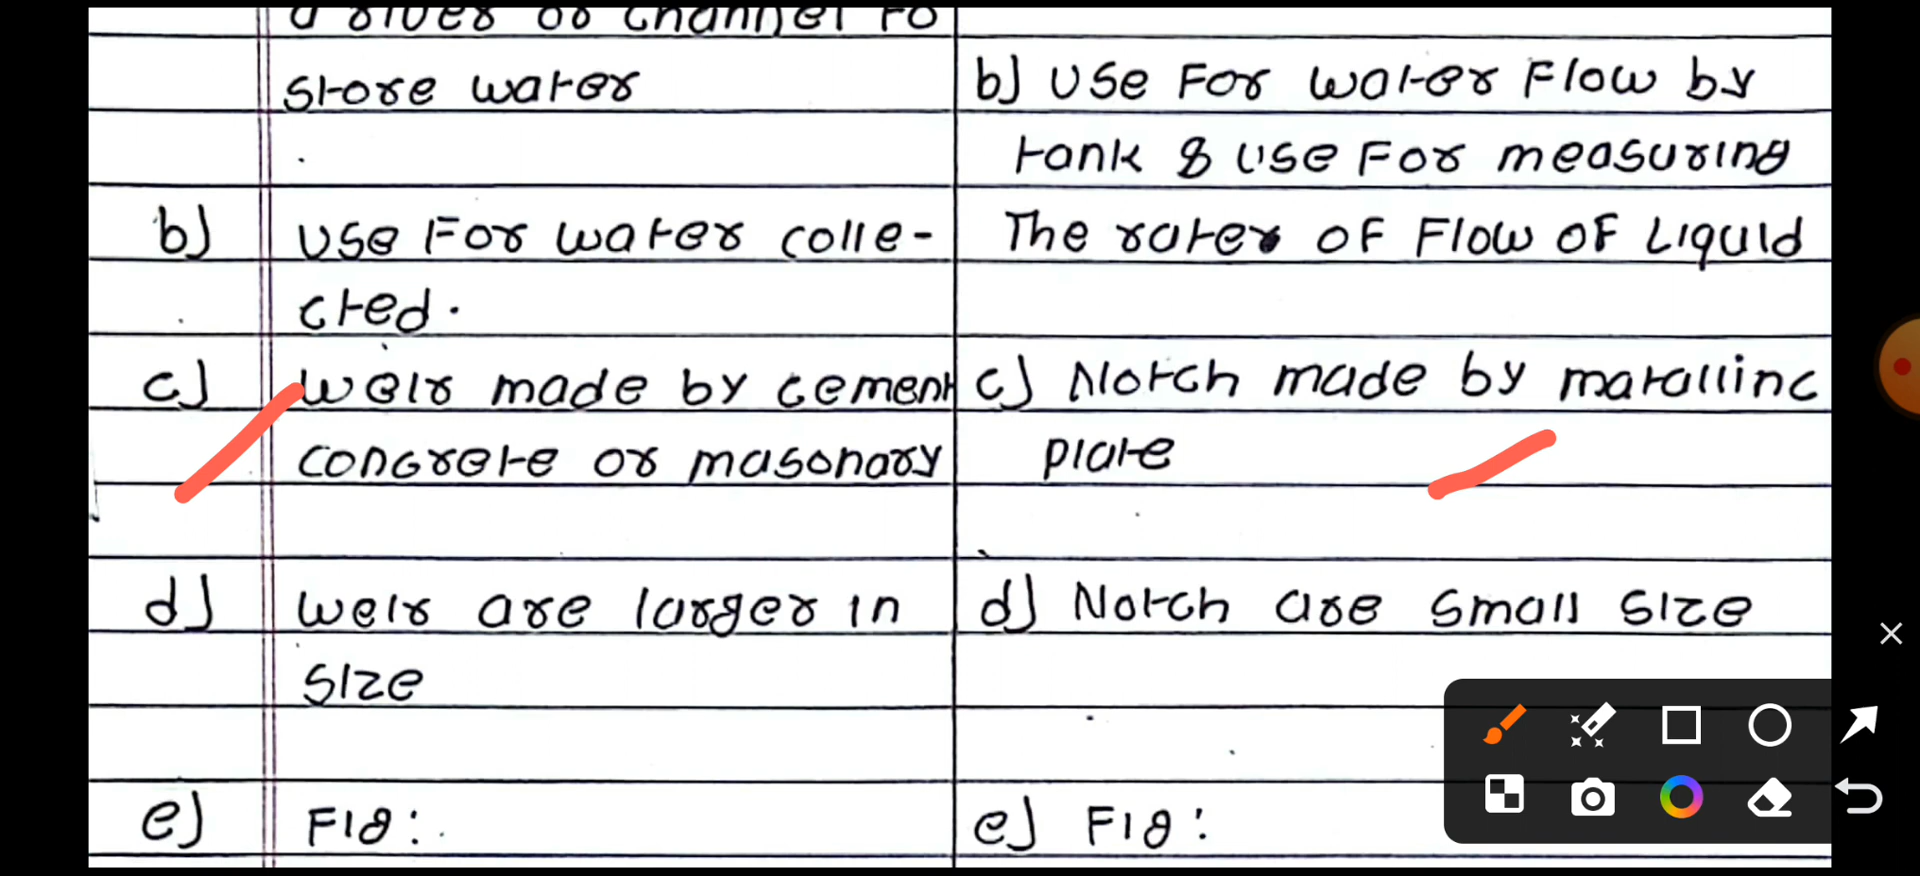 a river or channel to
store water
b) Use For water colle-
cted.
c) Weir made by cement
concrete or masonary
d) weir are larger in
size
e) Fig:
b) Use For water Flow by
tank & use For measuring
The rater of Flow of Liquid
c) Notch made by matallinc
plate
d) Notch are small size
e) Fig: